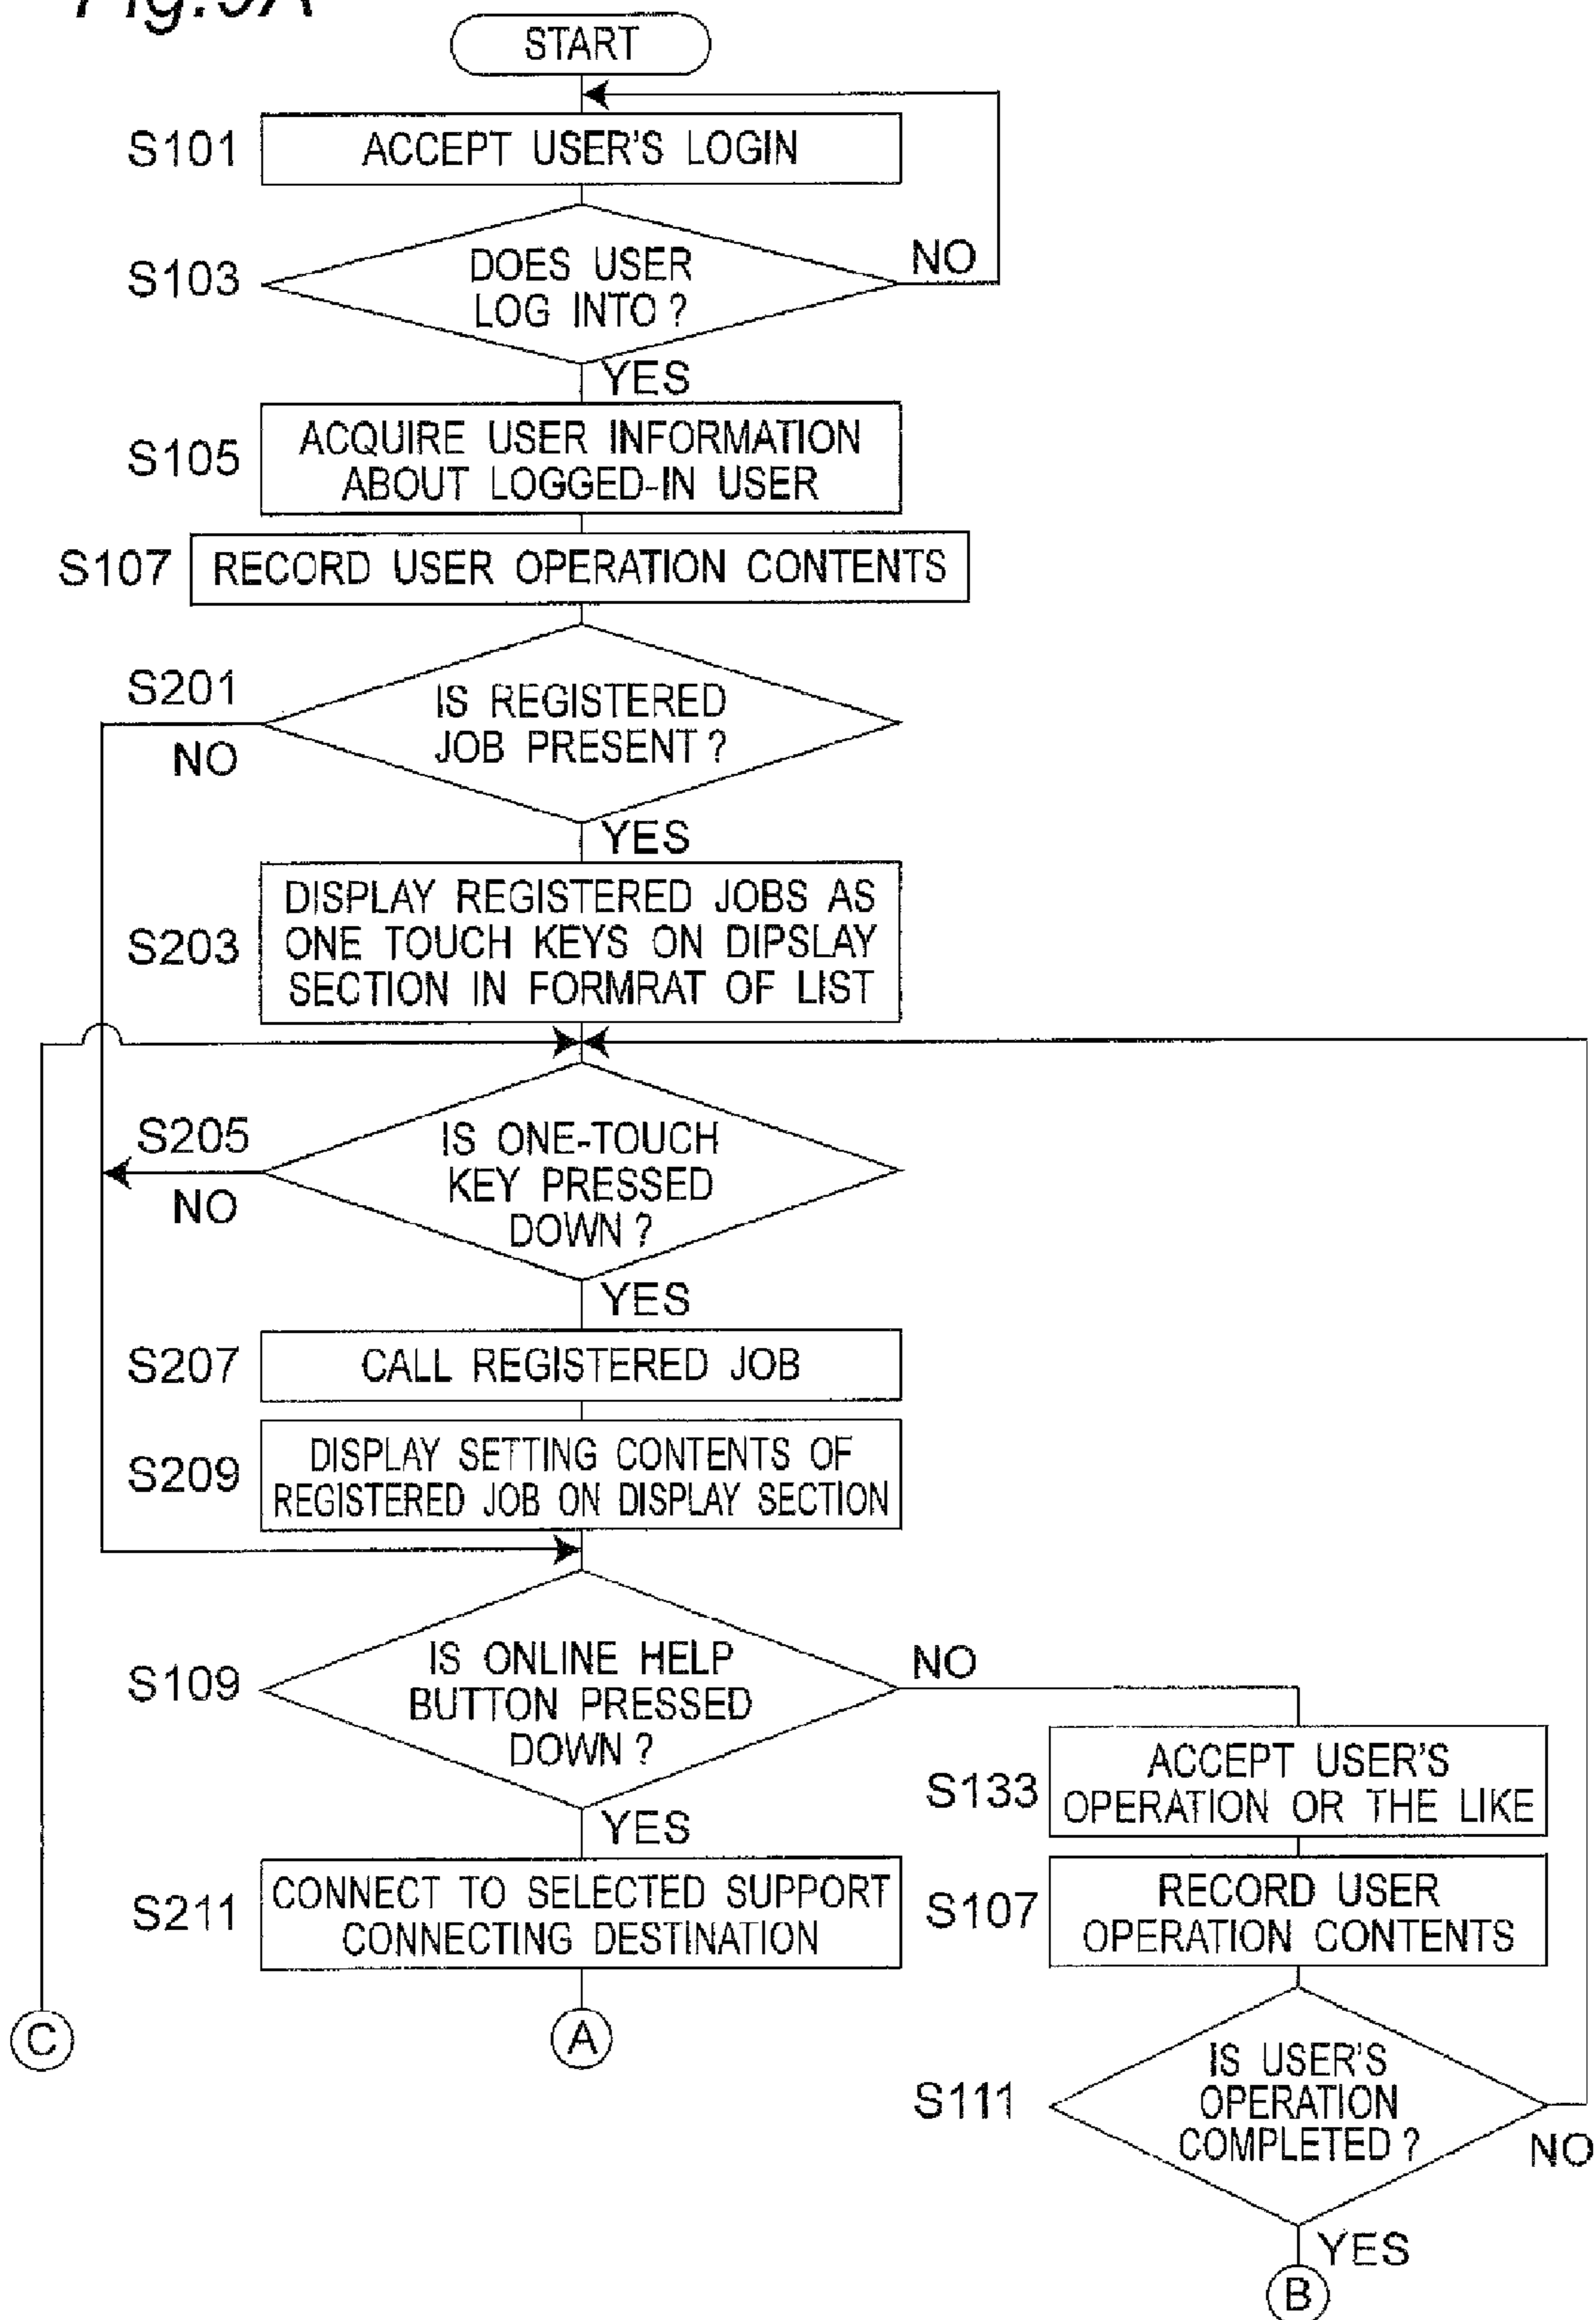 START
S101
ACCEPT USER'S LOGIN
S103
DOES USER
LOG INTO ?
NO
YES
S105
ACQUIRE USER INFORMATION
ABOUT LOGGED-IN USER
S107
RECORD USER OPERATION CONTENTS
S201
IS REGISTERED
JOB PRESENT ?
NO
YES
S203
DISPLAY REGISTERED JOBS AS
ONE TOUCH KEYS ON DIPSLAY
SECTION IN FORMRAT OF LIST
S205
IS ONE-TOUCH
KEY PRESSED
DOWN ?
NO
YES
S207
CALL REGISTERED JOB
S209
DISPLAY SETTING CONTENTS OF
REGISTERED JOB ON DISPLAY SECTION
S109
IS ONLINE HELP
BUTTON PRESSED
DOWN ?
NO
YES
S133
ACCEPT USER'S
OPERATION OR THE LIKE
S211
CONNECT TO SELECTED SUPPORT
CONNECTING DESTINATION
S107
RECORD USER
OPERATION CONTENTS
C
A
S111
IS USER'S
OPERATION
COMPLETED ?
NO
YES
B